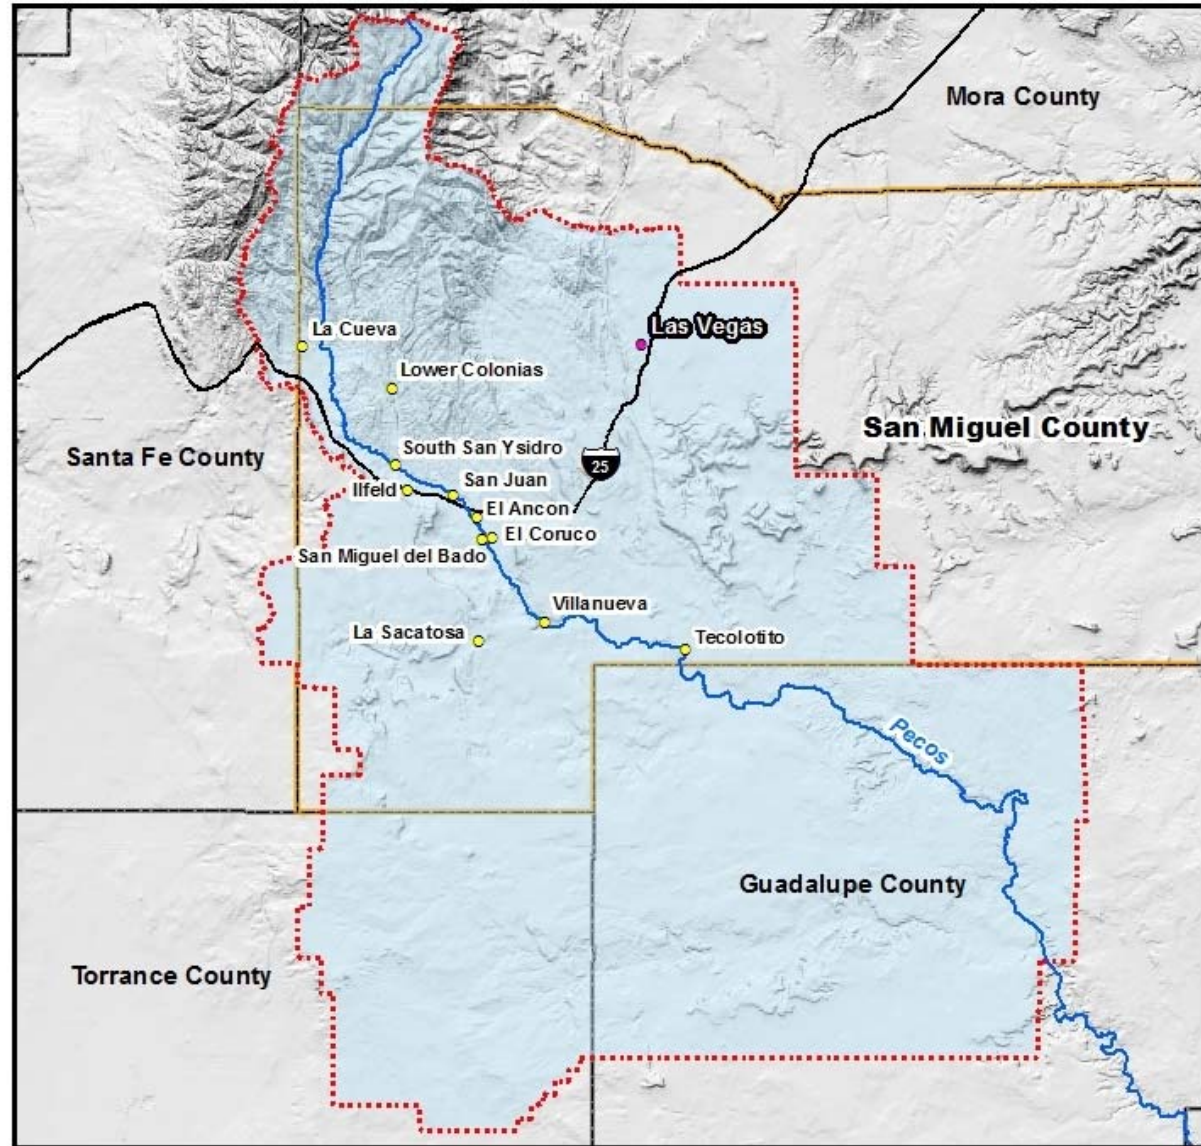 Mora County
La Cueva
Las Vegas
Lower Colonias
San Miguel County
Santa Fe County
South San Ysidro
25
San Juan
Ilfeld
El Ancon
El Coruco
San Miguel del Bado
Villanueva
La Sacatosa
Tecolotito
Pecos
Guadalupe County
Torrance County